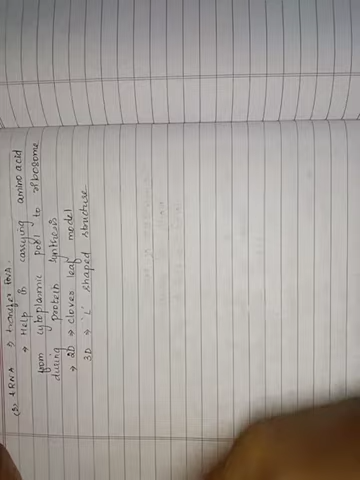 (2) tRNA → transfer RNA.
→ Help in carrying amino acid
from cytoplasmic pool to ribosome
during protein synthesis
→ 2D → clover leaf model
3D → 'L' shaped structure